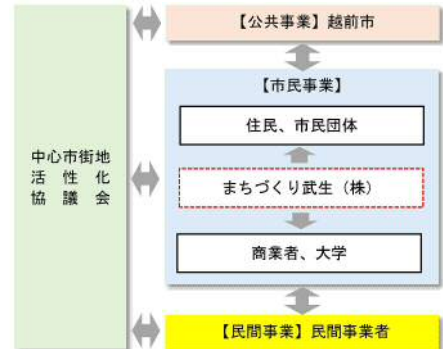 【公共事業】越前市
【市民事業】
住民、市民団体
中心市街地
活性化
協議会
まちづくり武生（株）
商業者、大学
【民間事業】民間事業者